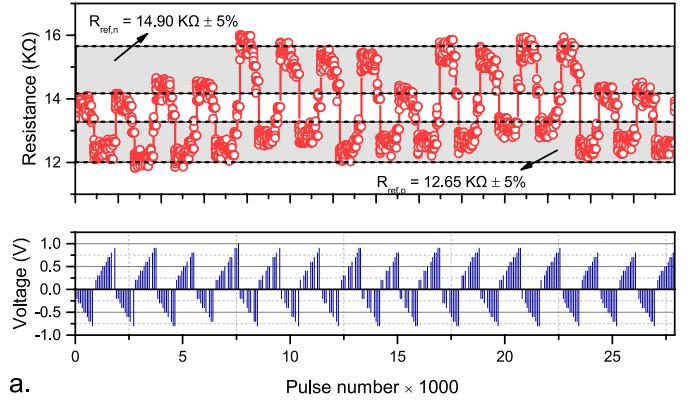 R_ref,n = 14.90 KΩ ± 5%
16
14
12
Resistance (KΩ)
R_ref,p = 12.65 KΩ ± 5%
1.0
0.5
0.0
-0.5
-1.0
Voltage (V)
0 5 10 15 20 25
a. Pulse number × 1000